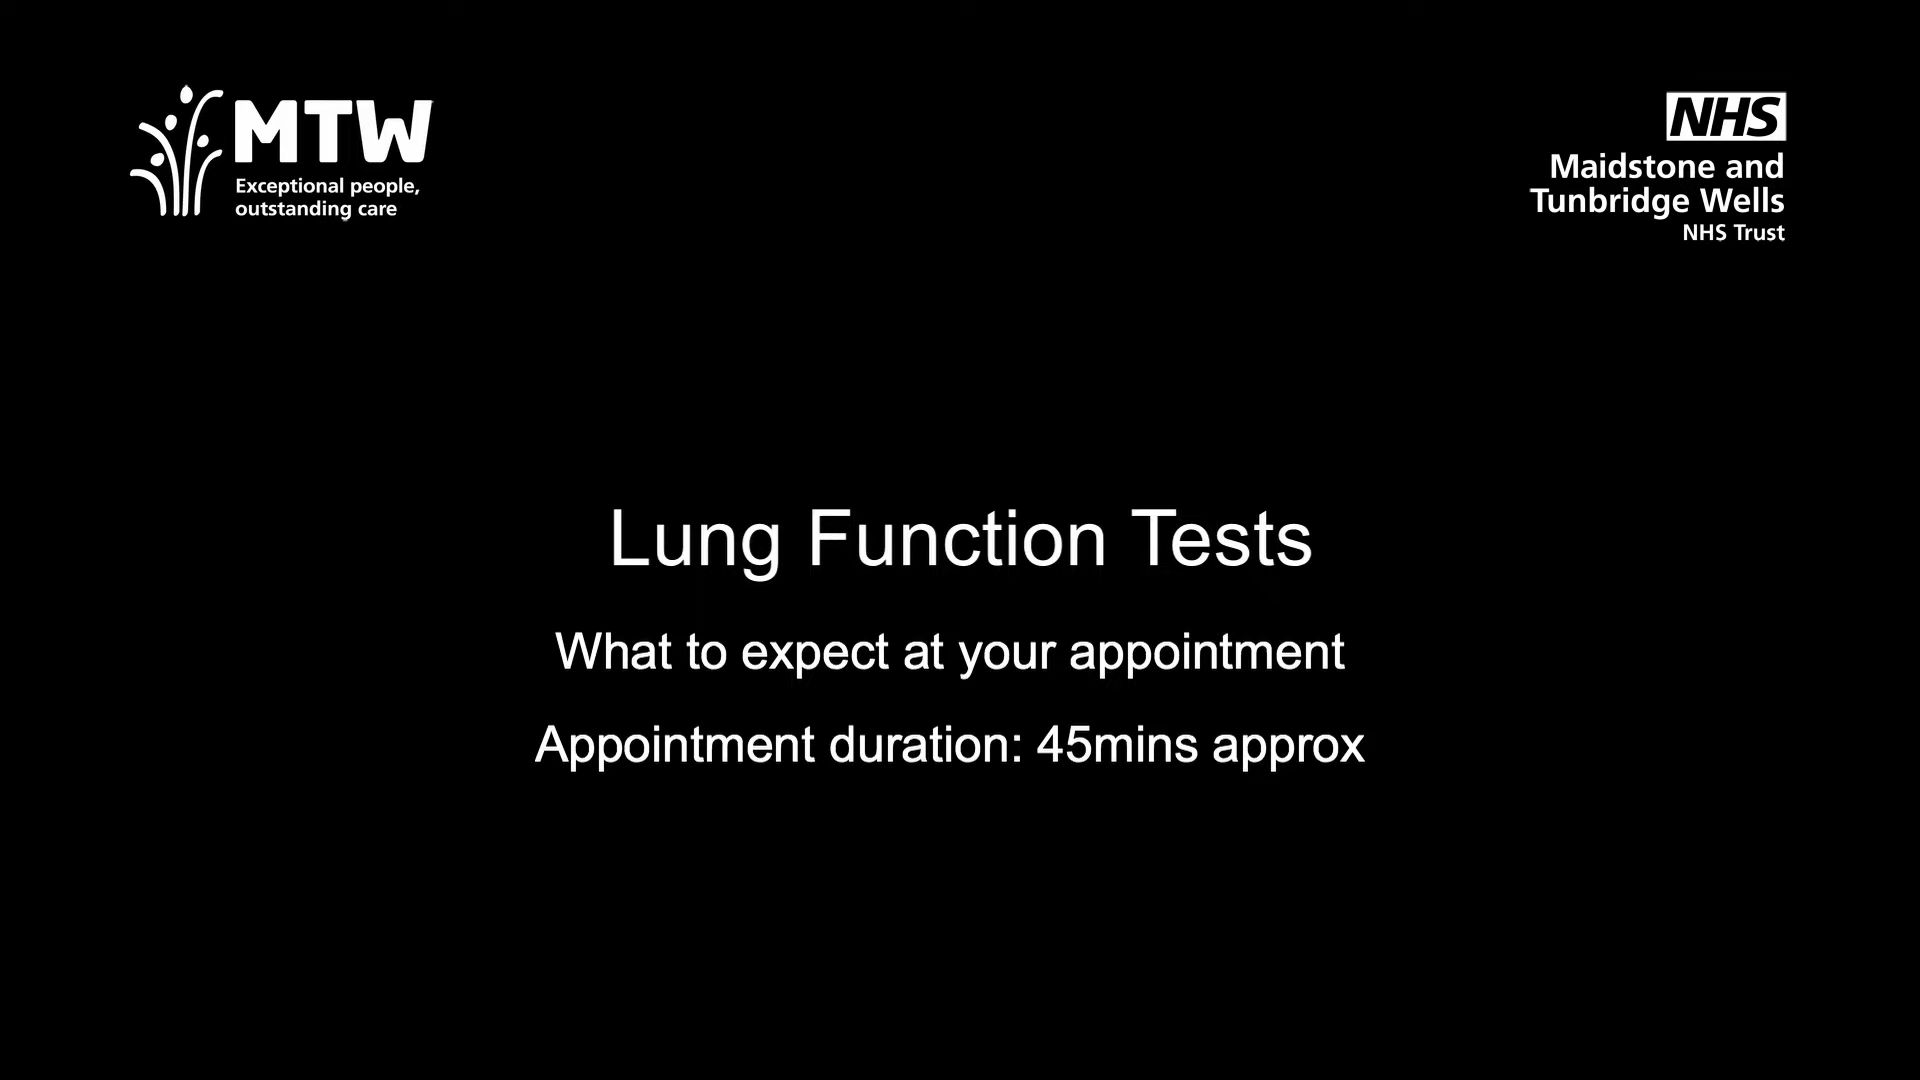 MTW
Exceptional people,
outstanding care
NHS
Maidstone and
Tunbridge Wells
NHS Trust
Lung Function Tests
What to expect at your appointment
Appointment duration: 45mins approx